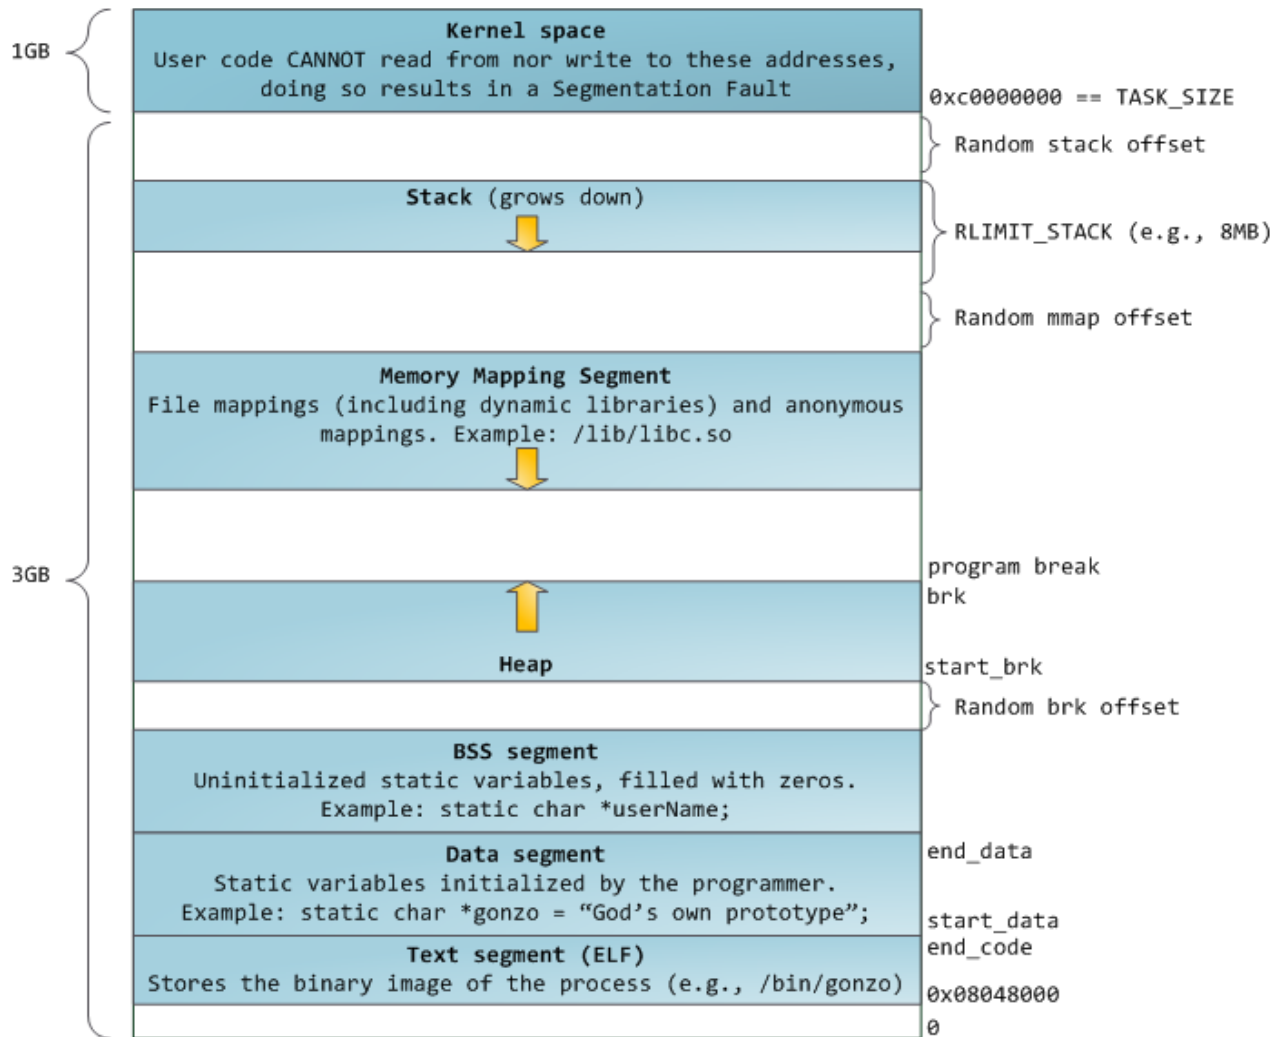 Kernel space
1GB
User code CANNOT read from nor write to these addresses,
doing so results in a Segmentation Fault
0xc0000000 == TASK_SIZE
Random stack offset
Stack (grows down)
RLIMIT_STACK (e.g., 8MB)
Random mmap offset
Memory Mapping Segment
File mappings (including dynamic libraries) and anonymous
mappings. Example: /lib/libc.so
3GB
program break
brk
Heap
start_brk
Random brk offset
BSS segment
Uninitialized static variables, filled with zeros.
Example: static char *userName;
Data segment
end_data
Static variables initialized by the programmer.
Example: static char *gonzo = “God’s own prototype”;
start_data
end_code
Text segment (ELF)
Stores the binary image of the process (e.g., /bin/gonzo)
0x08048000
0